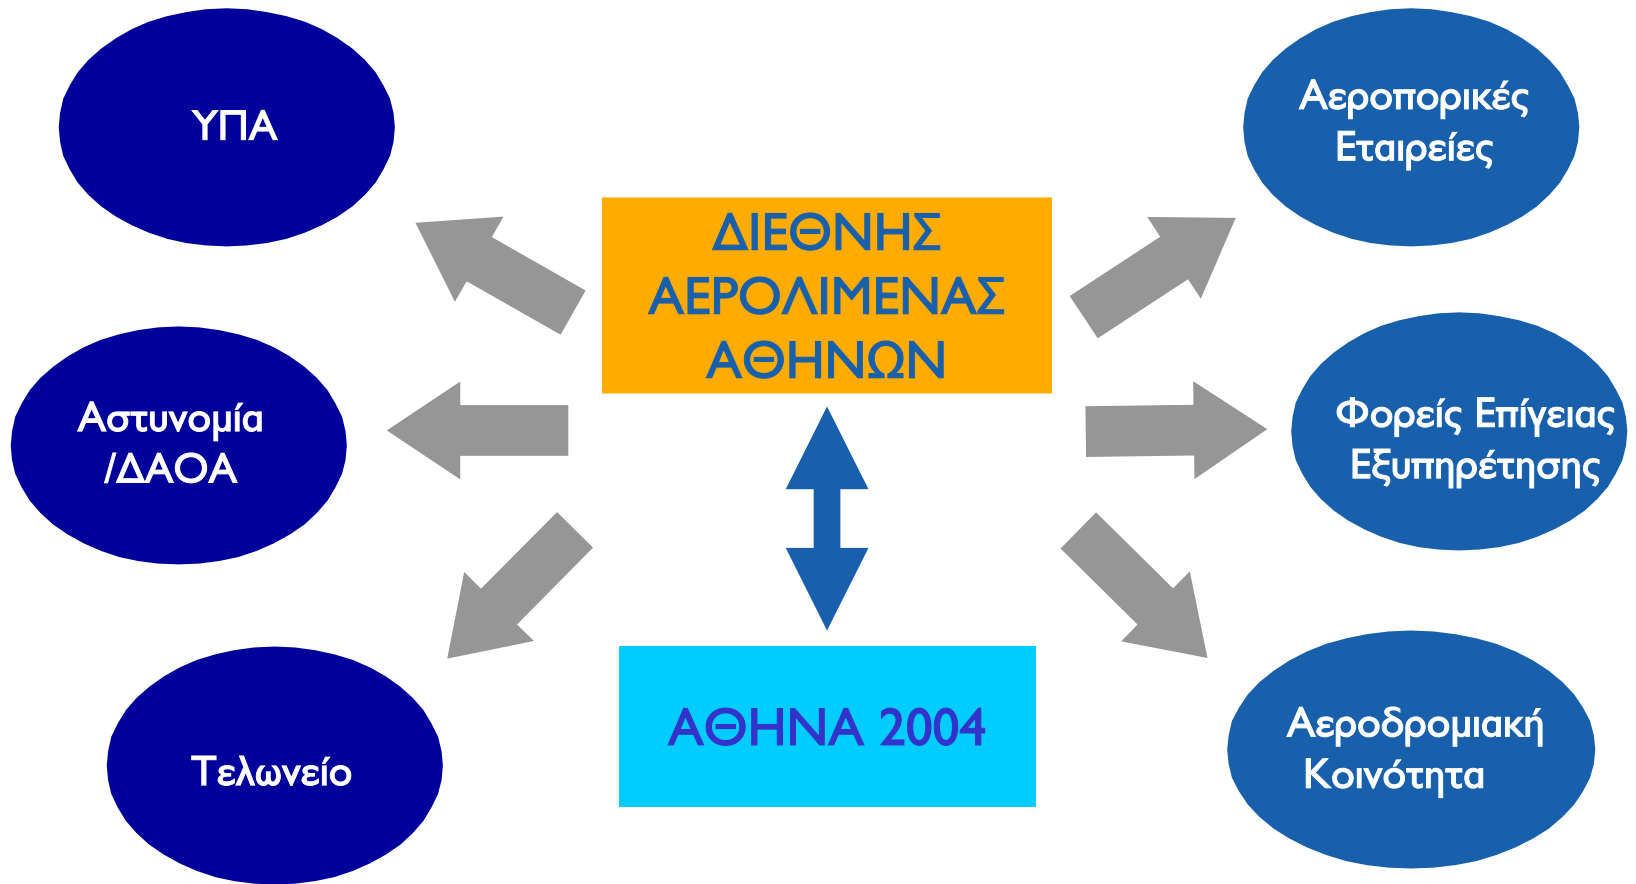 ΥΠΑ
Αστυνομία
/ΔΑΟΑ
Τελωνείο
ΔΙΕΘΝΗΣ
ΑΕΡΟΛΙΜΕΝΑΣ
ΑΘΗΝΩΝ
ΑΘΗΝΑ 2004
Αεροπορικές
Εταιρείες
Φορείς Επίγειας
Εξυπηρέτησης
Αεροδρομιακή
Κοινότητα